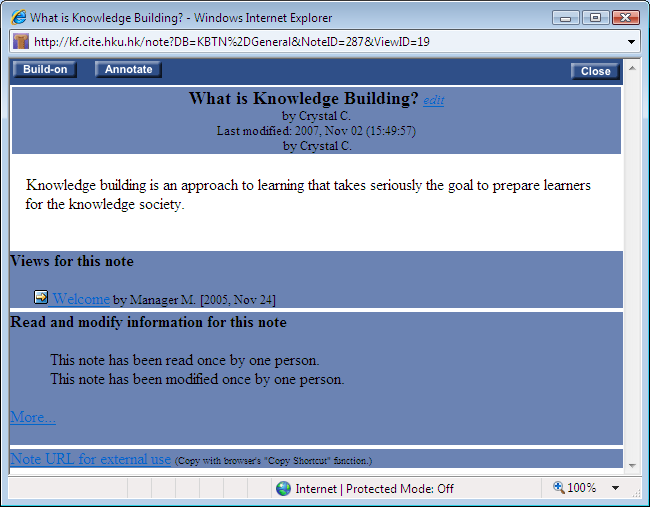 What is Knowledge Building? - Windows Internet Explorer
http://kf.cite.hku.hk/note?DB=KBTN%2DGeneral&NoteID=287&ViewID=19
Build-on Annotate Close
What is Knowledge Building? edit
by Crystal C.
Last modified: 2007, Nov 02 (15:49:57)
by Crystal C.
Knowledge building is an approach to learning that takes seriously the goal to prepare learners
for the knowledge society.
Views for this note
Welcome by Manager M. [2005, Nov 24]
Read and modify information for this note
This note has been read once by one person.
This note has been modified once by one person.
More...
Note URL for external use (Copy with browser's "Copy Shortcut" function.)
Internet | Protected Mode: Off 100%